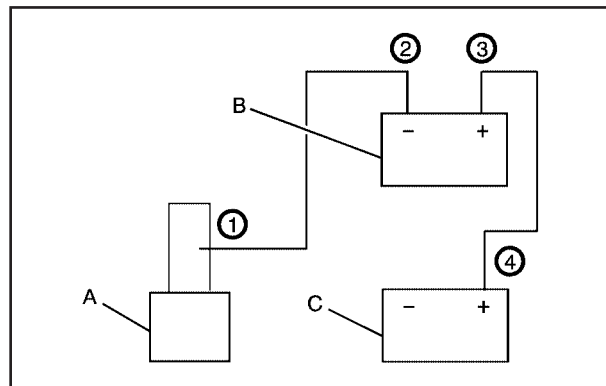 ② ③
B
− +
①
④
A
C
− +